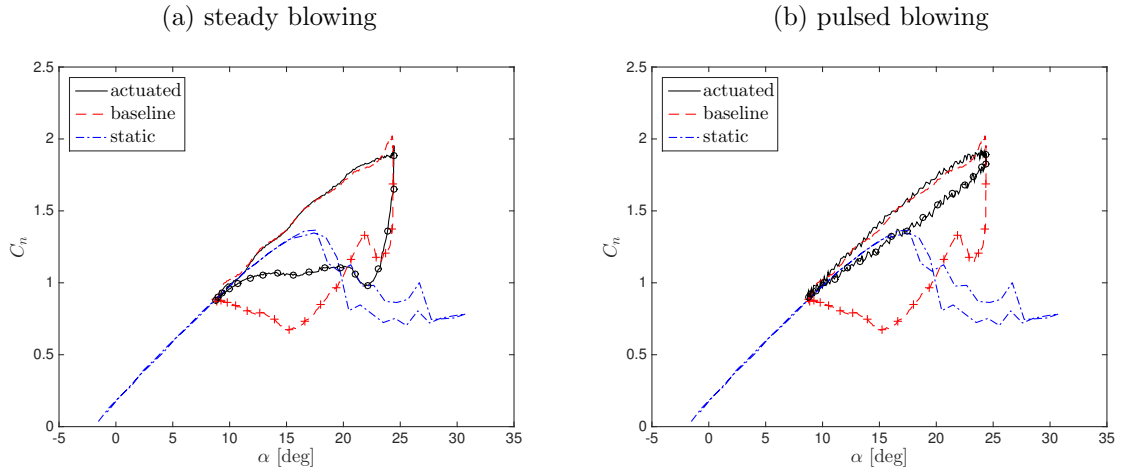 (a) steady blowing
2.5
2
1.5
1
0.5
0
-5 0 5 10 15 20 25 30 35
α [deg]
Cₙ
actuated
baseline
static
(b) pulsed blowing
2.5
2
1.5
1
0.5
0
-5 0 5 10 15 20 25 30 35
α [deg]
Cₙ
actuated
baseline
static